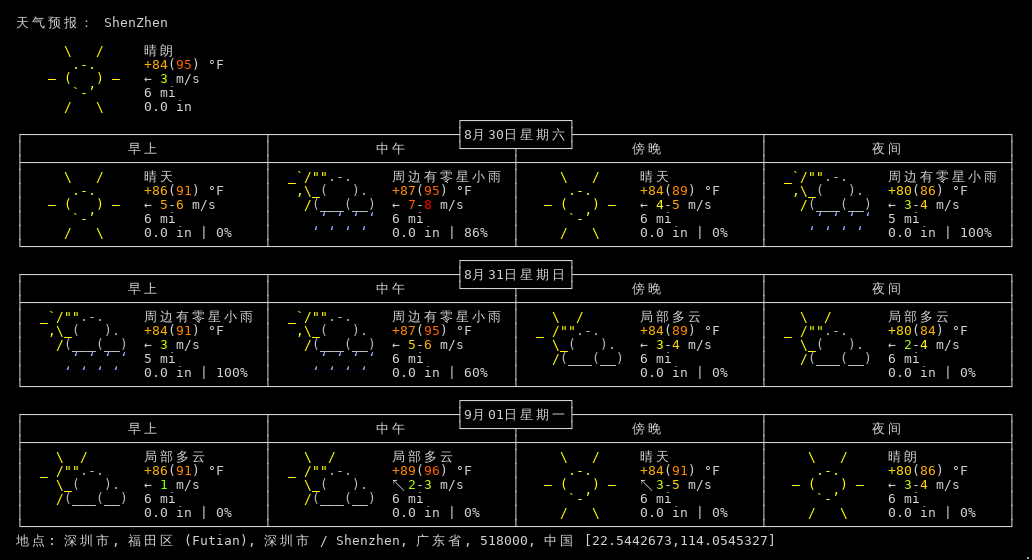 天气预报： ShenZhen
晴朗
+84(95) °F
← 3 m/s
6 mi
0.0 in
8月30日星期六
早上 中午 傍晚 夜间
晴天 周边有零星小雨 晴天 周边有零星小雨
+86(91) °F +87(95) °F +84(89) °F +80(86) °F
← 5-6 m/s ← 7-8 m/s ← 4-5 m/s ← 3-4 m/s
6 mi 6 mi 6 mi 5 mi
0.0 in | 0% 0.0 in | 86% 0.0 in | 0% 0.0 in | 100%
8月31日星期日
早上 中午 傍晚 夜间
周边有零星小雨 周边有零星小雨 局部多云 局部多云
+84(91) °F +87(95) °F +84(89) °F +80(84) °F
← 3 m/s ← 5-6 m/s ← 3-4 m/s ← 2-4 m/s
5 mi 6 mi 6 mi 6 mi
0.0 in | 100% 0.0 in | 60% 0.0 in | 0% 0.0 in | 0%
9月01日星期一
早上 中午 傍晚 夜间
局部多云 局部多云 晴天 晴朗
+86(91) °F +89(96) °F +84(91) °F +80(86) °F
← 1 m/s ↖ 2-3 m/s ↖ 3-5 m/s ← 3-4 m/s
6 mi 6 mi 6 mi 6 mi
0.0 in | 0% 0.0 in | 0% 0.0 in | 0% 0.0 in | 0%
地点: 深圳市, 福田区 (Futian), 深圳市 / Shenzhen, 广东省, 518000, 中国 [22.5442673,114.0545327]